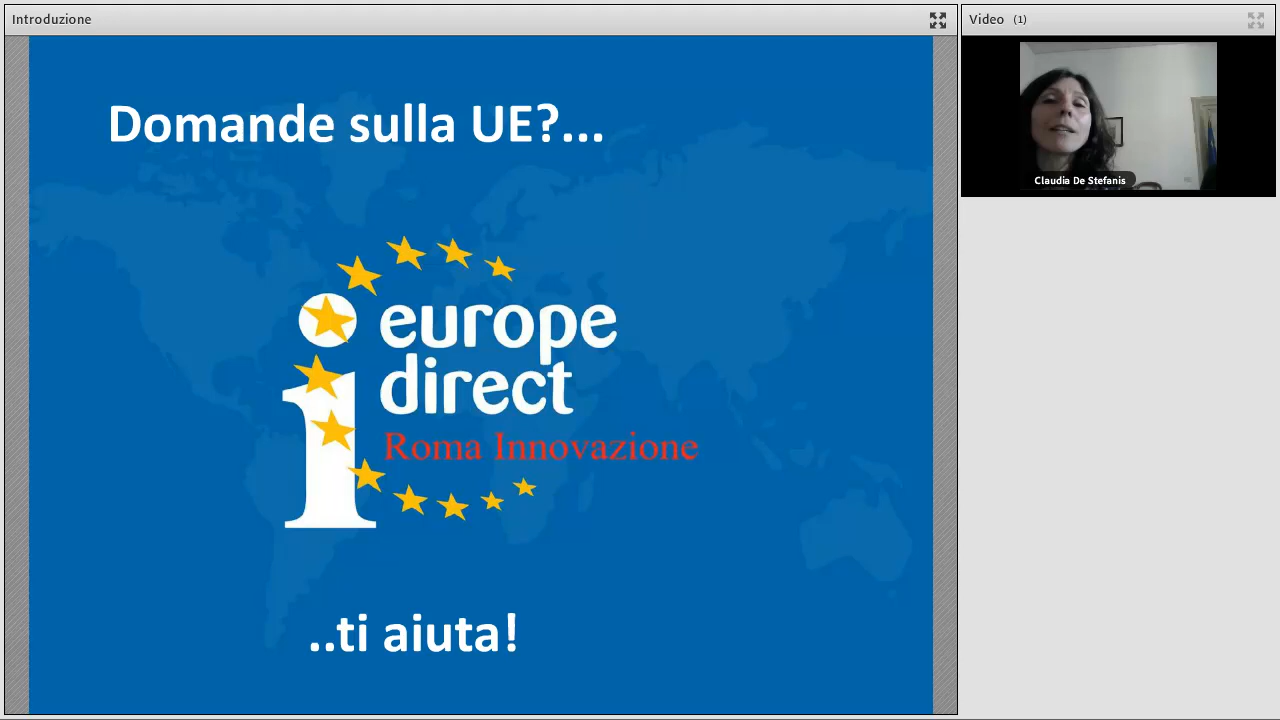 Introduzione
Video (1)
Domande sulla UE?...
europe
direct
Roma Innovazione
..ti aiuta!
Claudia De Stefanis